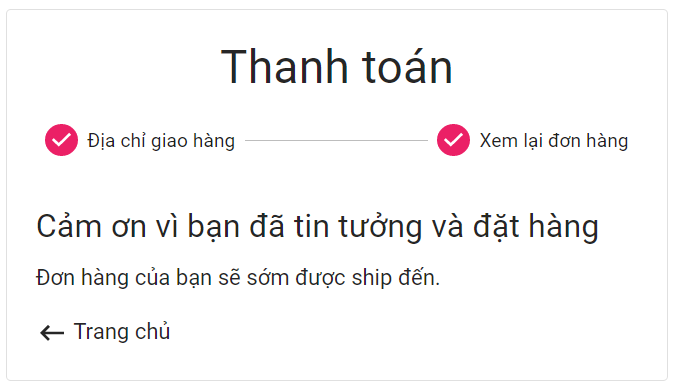 Thanh toán
Địa chỉ giao hàng
Xem lại đơn hàng
Cảm ơn vì bạn đã tin tưởng và đặt hàng
Đơn hàng của bạn sẽ sớm được ship đến.
Trang chủ